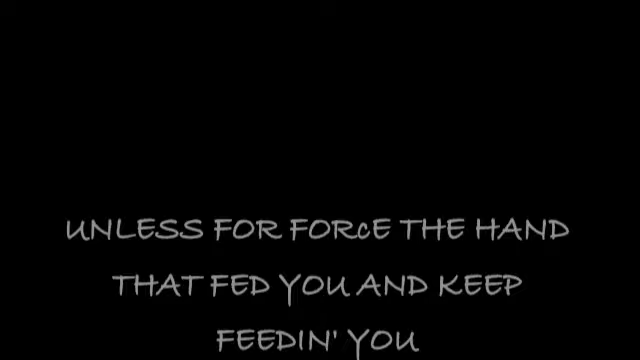 UNLESS FOR FORcE THE HAND
THAT FED YOU AND KEEP
FEEDIN' YOU